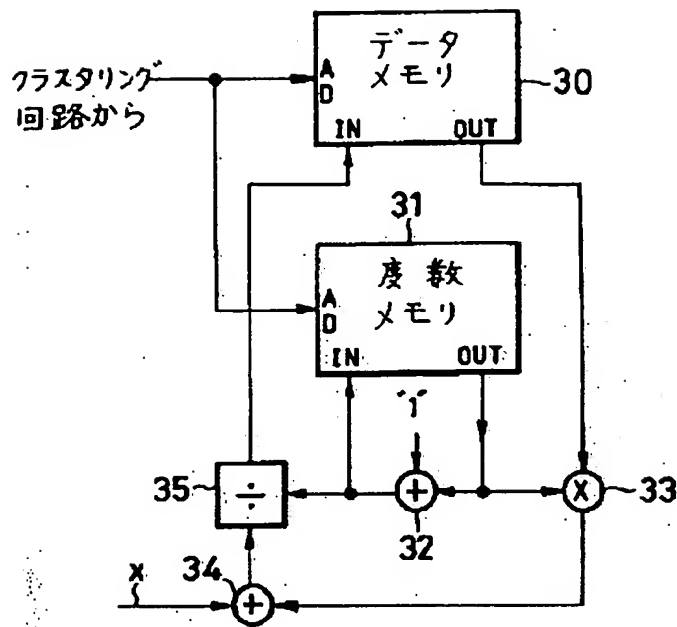 データ
メモリ
30
クラスタリング
回路から
AD
IN
OUT
31
度数
メモリ
AD
IN
OUT
"1"
35
÷
+
32
×
33
x
34
+